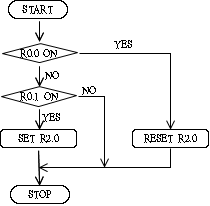 START
R0.0 ON
YES
NO
R0.1 ON
NO
YES
SET R2.0
RESET R2.0
STOP